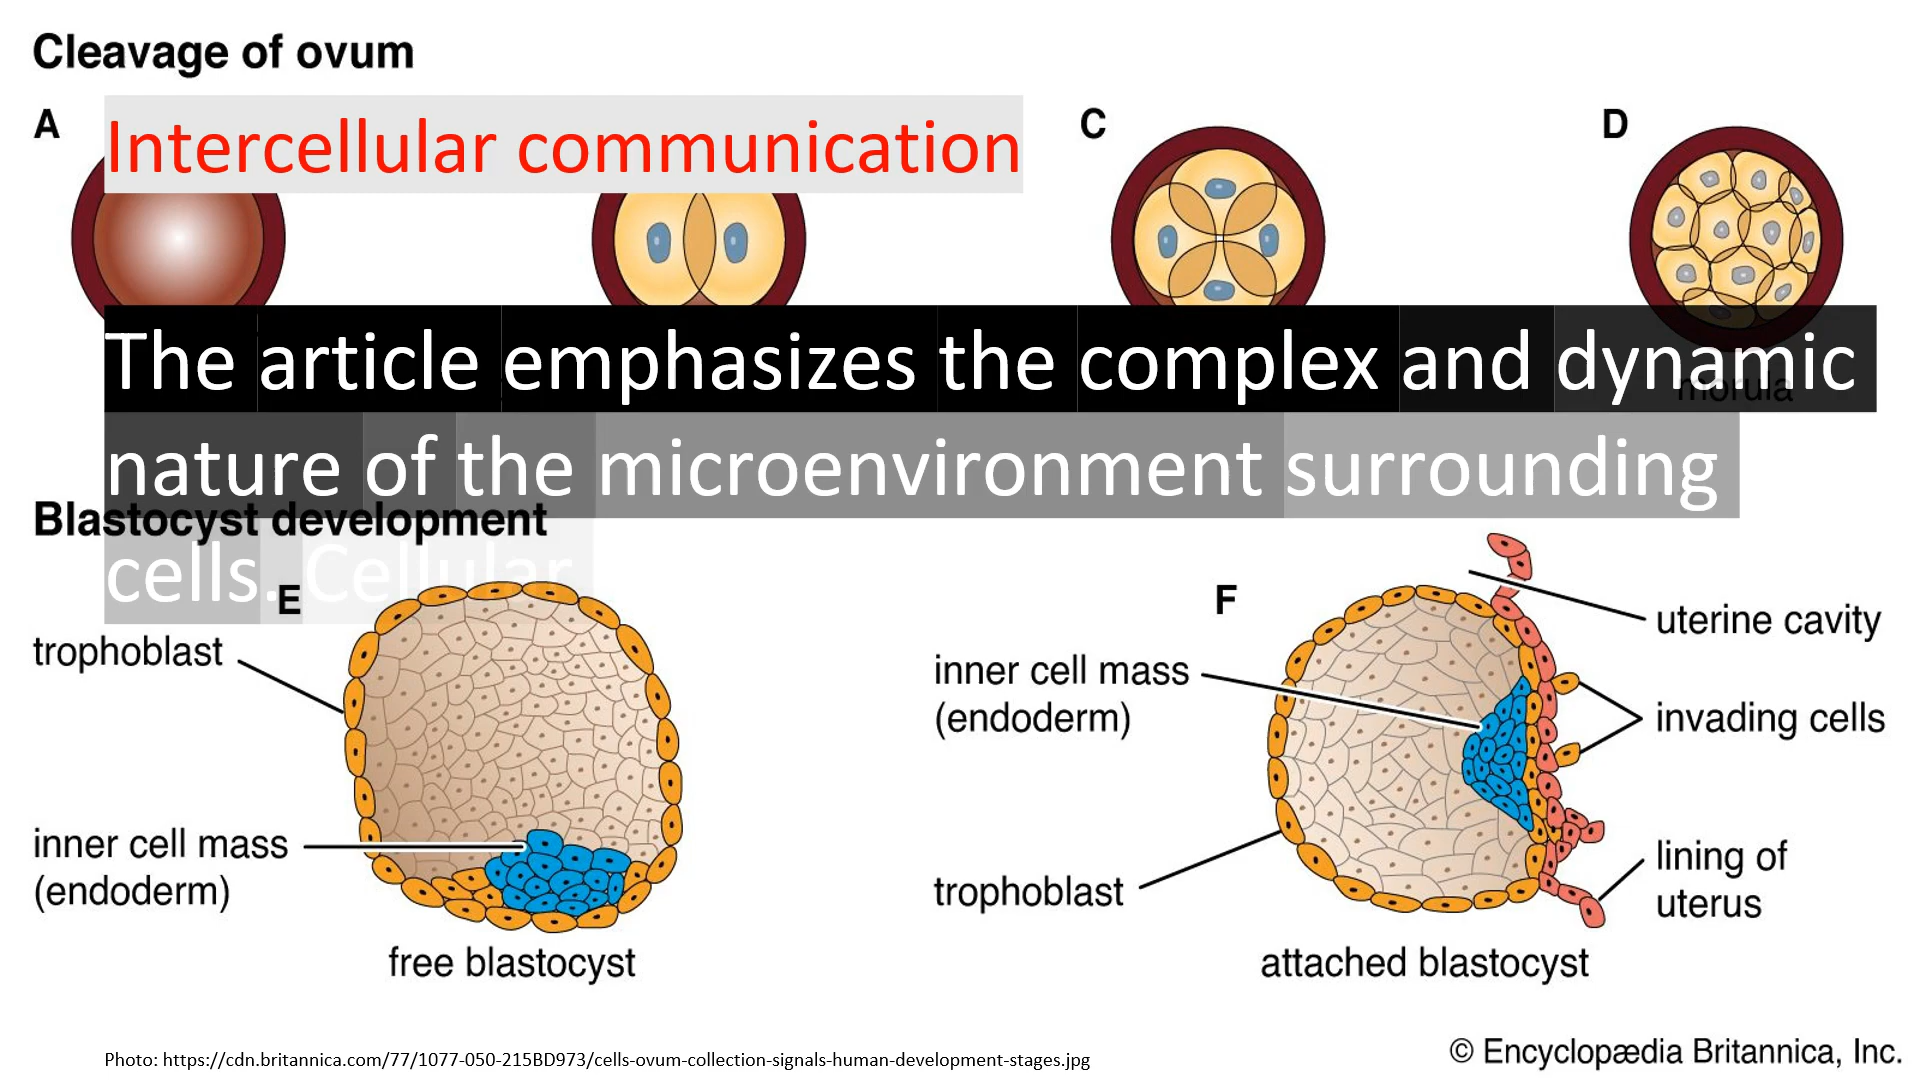 Cleavage of ovum
A
Intercellular communication
C
D
The article emphasizes the complex and dynamic
morula
nature of the microenvironment surrounding
Blastocyst development
cells. Cellular
E
F
trophoblast
uterine cavity
inner cell mass
(endoderm)
invading cells
inner cell mass
(endoderm)
trophoblast
lining of
uterus
free blastocyst
attached blastocyst
Photo: https://cdn.britannica.com/77/1077-050-215BD973/cells-ovum-collection-signals-human-development-stages.jpg
© Encyclopædia Britannica, Inc.